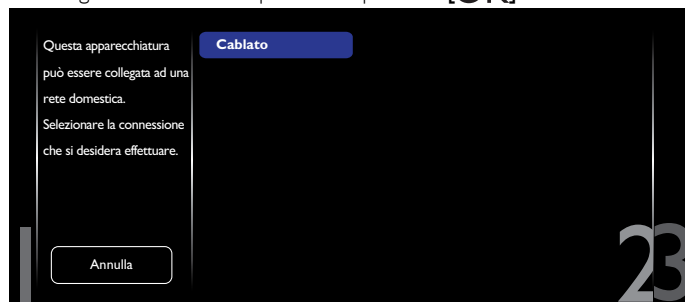 [OK]
Questa apparecchiatura
può essere collegata ad una
rete domestica.
Selezionare la connessione
che si desidera effettuare.
Cablato
Annulla
23